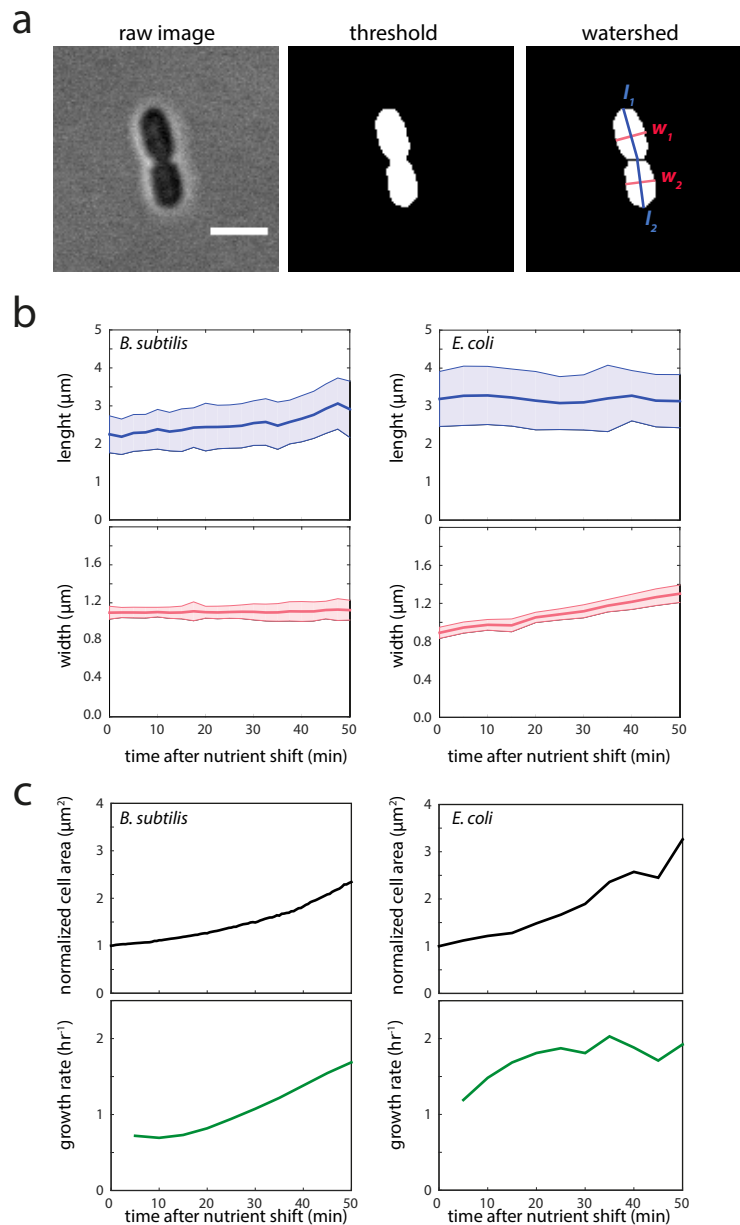 a
raw image
threshold
watershed
l1
w1
w2
l2
b
B. subtilis
E. coli
lenght (μm)
5
4
3
2
1
0
lenght (μm)
5
4
3
2
1
0
width (μm)
1.6
1.2
0.8
0.4
0.0
width (μm)
1.6
1.2
0.8
0.4
0.0
0 10 20 30 40 50
0 10 20 30 40 50
time after nutrient shift (min)
time after nutrient shift (min)
c
B. subtilis
E. coli
normalized cell area (μm²)
4
3
2
1
0
normalized cell area (μm²)
4
3
2
1
0
growth rate (hr⁻¹)
2
1
0
growth rate (hr⁻¹)
2
1
0
0 10 20 30 40 50
0 10 20 30 40 50
time after nutrient shift (min)
time after nutrient shift (min)